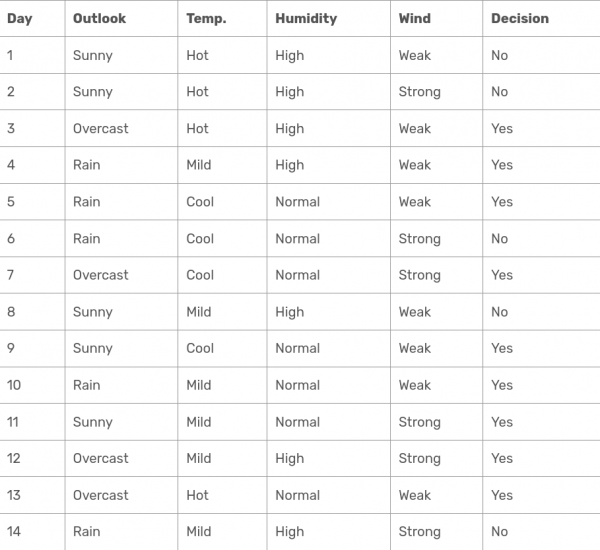 Day Outlook Temp. Humidity Wind Decision
1 Sunny Hot High Weak No
2 Sunny Hot High Strong No
3 Overcast Hot High Weak Yes
4 Rain Mild High Weak Yes
5 Rain Cool Normal Weak Yes
6 Rain Cool Normal Strong No
7 Overcast Cool Normal Strong Yes
8 Sunny Mild High Weak No
9 Sunny Cool Normal Weak Yes
10 Rain Mild Normal Weak Yes
11 Sunny Mild Normal Strong Yes
12 Overcast Mild High Strong Yes
13 Overcast Hot Normal Weak Yes
14 Rain Mild High Strong No